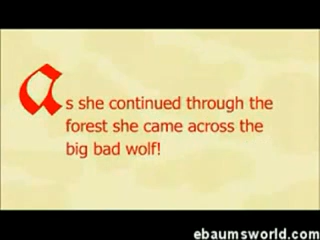 As she continued through the
forest she came across the
big bad wolf!
ebaumsworld.com